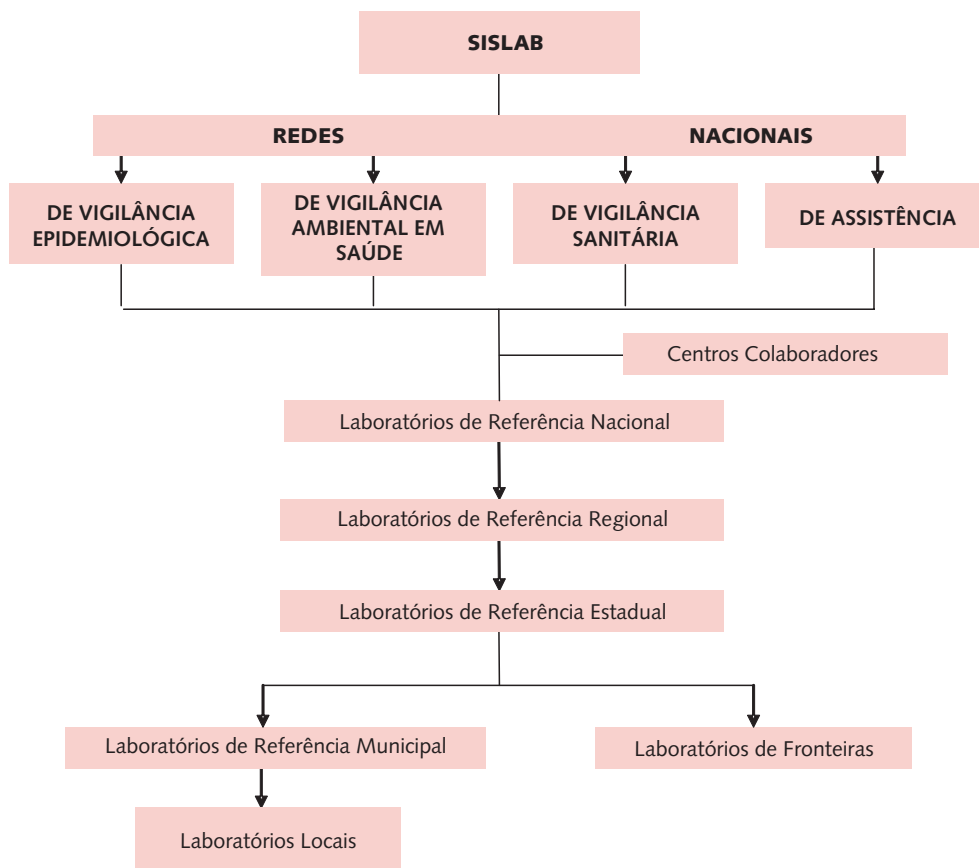 SISLAB
REDES NACIONAIS
DE VIGILÂNCIA
EPIDEMIOLÓGICA
DE VIGILÂNCIA
AMBIENTAL EM
SAÚDE
DE VIGILÂNCIA
SANITÁRIA
DE ASSISTÊNCIA
Centros Colaboradores
Laboratórios de Referência Nacional
Laboratórios de Referência Regional
Laboratórios de Referência Estadual
Laboratórios de Referência Municipal
Laboratórios de Fronteiras
Laboratórios Locais